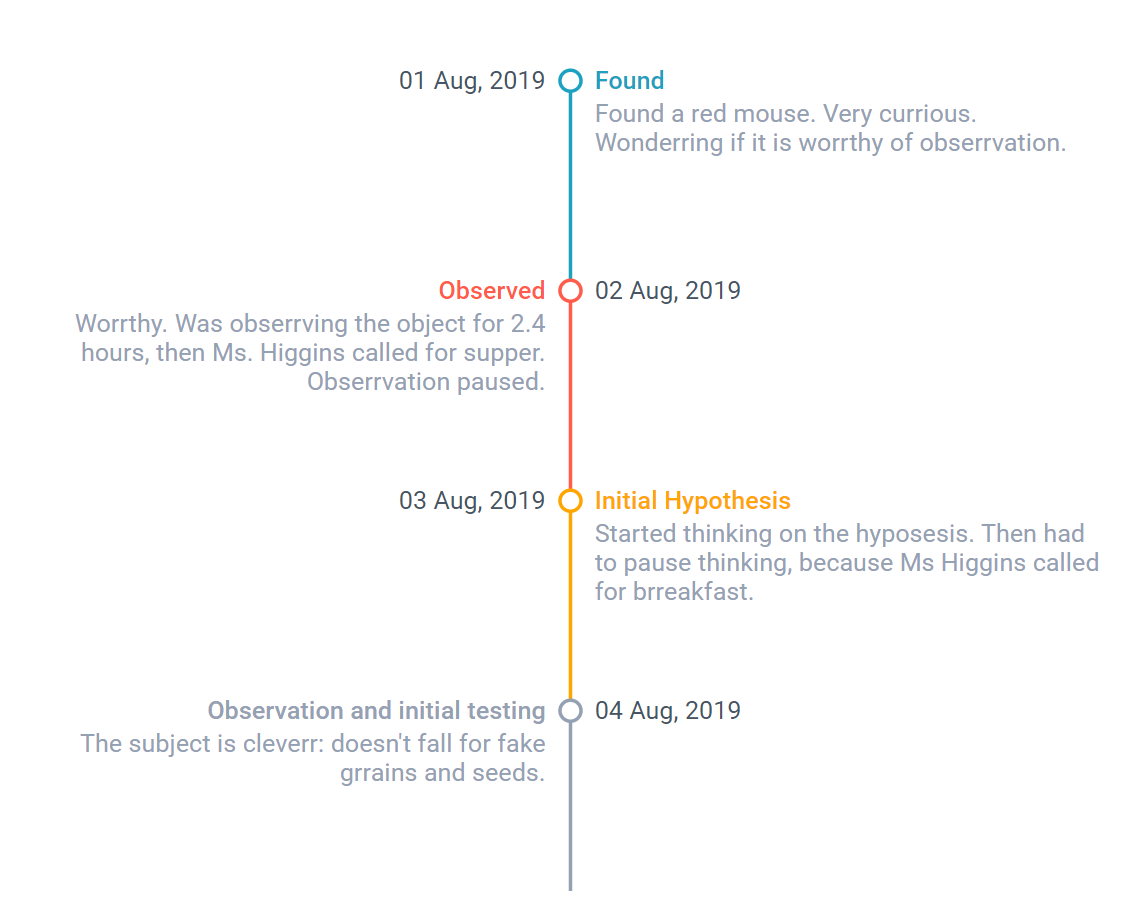 01 Aug, 2019
Found
Found a red mouse. Very currious.
Wonderring if it is worrthy of obserrvation.
Observed
02 Aug, 2019
Worrthy. Was obserrving the object for 2.4
hours, then Ms. Higgins called for supper.
Obserrvation paused.
03 Aug, 2019
Initial Hypothesis
Started thinking on the hyposesis. Then had
to pause thinking, because Ms Higgins called
for brreakfast.
Observation and initial testing
04 Aug, 2019
The subject is cleverr: doesn't fall for fake
grrains and seeds.